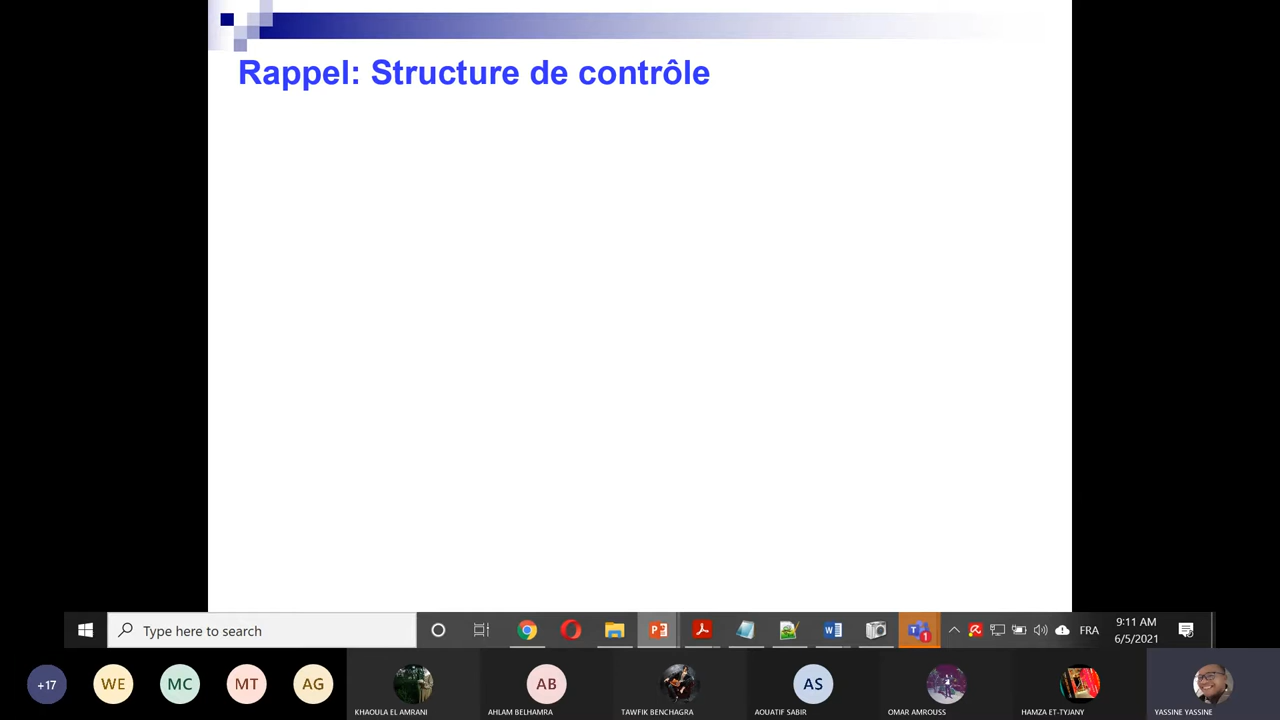 Rappel: Structure de contrôle
Type here to search
1
FRA
9:11 AM
6/5/2021
+17
WE
MC
MT
AG
KHAOULA EL AMRANI
AB
AHLAM BELHAMRA
TAWFIK BENCHAGRA
AS
AOUATIF SABIR
OMAR AMROUSS
HAMZA ET-TYJANY
YASSINE YASSINE